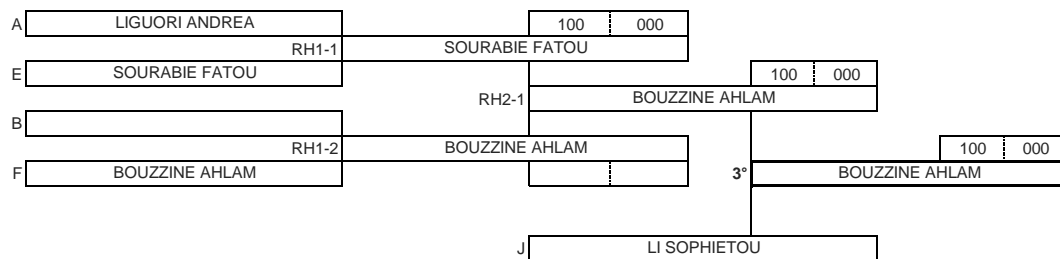 A LIGUORI ANDREA 100 000
RH1-1 SOURABIE FATOU
E SOURABIE FATOU 100 000
RH2-1 BOUZZINE AHLAM
B
RH1-2 BOUZZINE AHLAM 100 000
F BOUZZINE AHLAM 3° BOUZZINE AHLAM
J LI SOPHIETOU